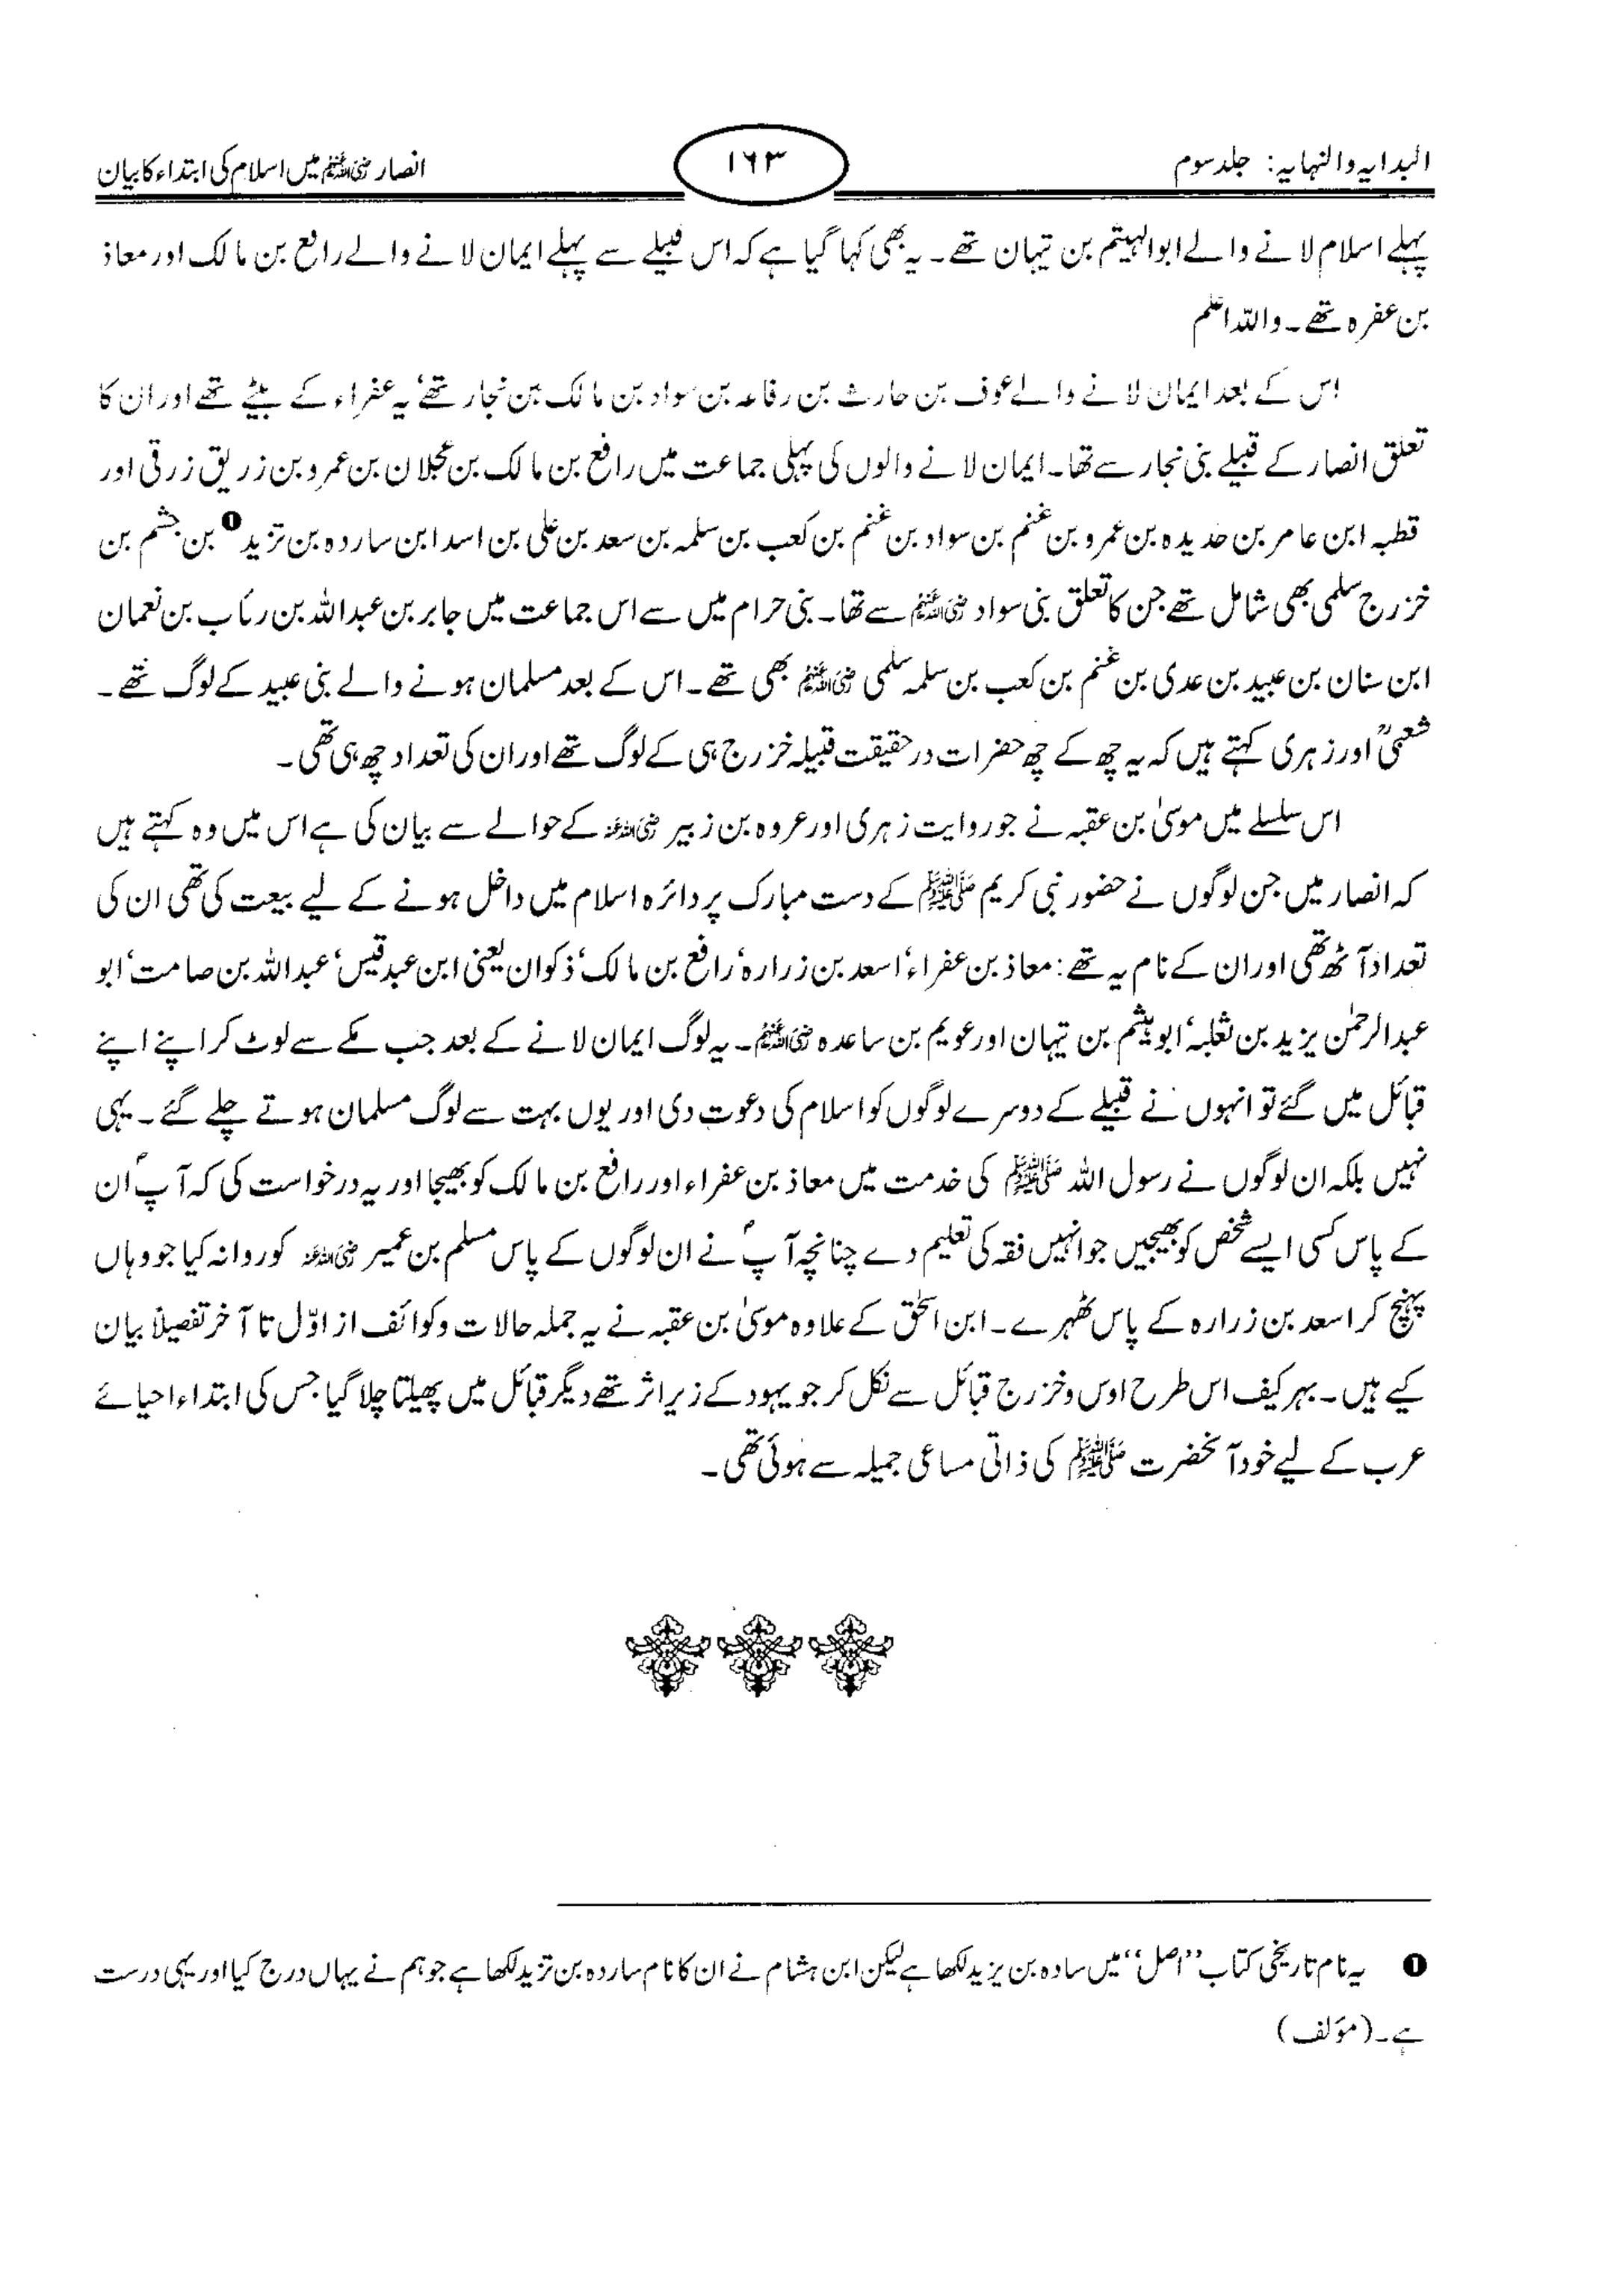 البدایہ والنہایہ: جلد سوم
۱۶۳
انصار رضی اللہ عنہم میں اسلام کی ابتداء کا بیان
پہلے اسلام لانے والے ابوالہیثم بن تیہان تھے۔ یہ بھی کہا گیا ہے کہ اس قبیلے سے پہلے ایمان لانے والے رافع بن مالک اور معاذ
بن عفرہ تھے۔ واللہ اعلم
اس کے بعد ایمان لانے والے عوف بن حارث بن رفاعہ بن سواد بن مالک بن نجار تھے‘ یہ عفراء کے بیٹے تھے اور ان کا
تعلق انصار کے قبیلے بنی نجار سے تھا۔ ایمان لانے والوں کی پہلی جماعت میں رافع بن مالک بن عجلان بن عمرو بن زریق زرقی اور
قطبہ ابن عامر بن حدیدہ بن عمرو بن غنم بن سواد بن غنم بن کعب بن سلمہ بن سعد بن علی بن اسد ابن ساردہ بن تزید ❶ بن جشم بن
خزرج سلمی بھی شامل تھے جن کا تعلق بنی سواد رضی اللہ عنہم سے تھا۔ بنی حرام میں سے اس جماعت میں جابر بن عبداللہ بن رئاب بن نعمان
ابن سنان بن عبید بن عدی بن غنم بن کعب بن سلمہ سلمی رضی اللہ عنہم بھی تھے۔ اس کے بعد مسلمان ہونے والے بنی عبید کے لوگ تھے۔
شعبیؒ اور زہری کہتے ہیں کہ یہ چھ کے چھ حضرات درحقیقت قبیلہ خزرج ہی کے لوگ تھے اور ان کی تعداد چھ ہی تھی۔
اس سلسلے میں موسیٰ بن عقبہ نے جو روایت زہری اور عروہ بن زبیر رضی اللہ عنہ کے حوالے سے بیان کی ہے اس میں وہ کہتے ہیں
کہ انصار میں جن لوگوں نے حضور نبی کریم ﷺ کے دست مبارک پر دائرہ اسلام میں داخل ہونے کے لیے بیعت کی تھی ان کی
تعداد آٹھ تھی اور ان کے نام یہ تھے: معاذ بن عفراء‘ اسعد بن زرارہ‘ رافع بن مالک‘ ذکوان یعنی ابن عبد قیس‘ عبداللہ بن صامت‘ ابو
عبدالرحمٰن یزید بن ثعلبہ‘ ابو ہیثم بن تیہان اور عویم بن ساعدہ رضی اللہ عنہم۔ یہ لوگ ایمان لانے کے بعد جب مکے سے لوٹ کر اپنے اپنے
قبائل میں گئے تو انہوں نے قبیلے کے دوسرے لوگوں کو اسلام کی دعوت دی اور یوں بہت سے لوگ مسلمان ہوتے چلے گئے۔ یہی
نہیں بلکہ ان لوگوں نے رسول اللہ ﷺ کی خدمت میں معاذ بن عفراء اور رافع بن مالک کو بھیجا اور یہ درخواست کی کہ آپؐ ان
کے پاس کسی ایسے شخص کو بھیجیں جو انہیں فقہ کی تعلیم دے چنانچہ آپؐ نے ان لوگوں کے پاس مسلم بن عمیر رضی اللہ عنہ کو روانہ کیا جو وہاں
پہنچ کر اسعد بن زرارہ کے پاس ٹھہرے۔ ابن اسحٰق کے علاوہ موسیٰ بن عقبہ نے یہ جملہ حالات و کوائف از اوّل تا آخر تفصیلاً بیان
کیے ہیں۔ بہر کیف اس طرح اوس و خزرج قبائل سے نکل کر جو یہود کے زیر اثر تھے دیگر قبائل میں پھیلتا چلا گیا جس کی ابتداء احیائے
عرب کے لیے خود آنحضرت ﷺ کی ذاتی مساعی جمیلہ سے ہوئی تھی۔
❶ یہ نام تاریخی کتاب ’’اصل‘‘ میں سادہ بن یزید لکھا ہے لیکن ابن ہشام نے ان کا نام ساردہ بن تزید لکھا ہے جو ہم نے یہاں درج کیا اور یہی درست
ہے۔ (مؤلف)